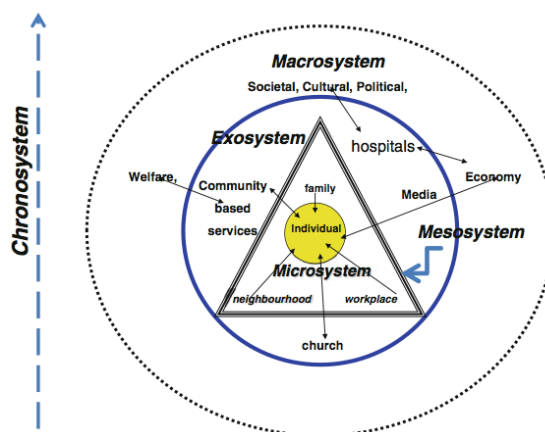 Macrosystem
Societal, Cultural, Political,
Exosystem
hospitals
Welfare,
Community
based
services
family
Media
Economy
Individual
Mesosystem
Microsystem
neighbourhood
workplace
church
Chronosystem